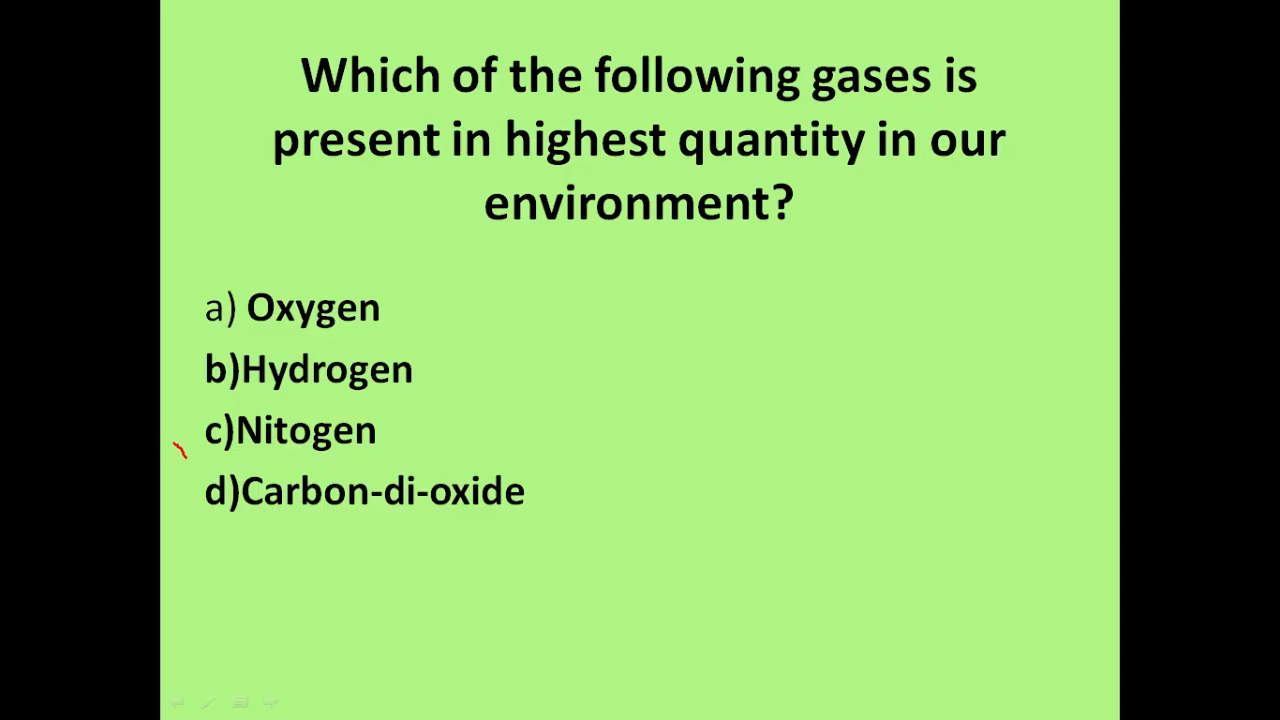 Which of the following gases is
present in highest quantity in our
environment?
a) Oxygen
b)Hydrogen
c)Nitogen
d)Carbon-di-oxide